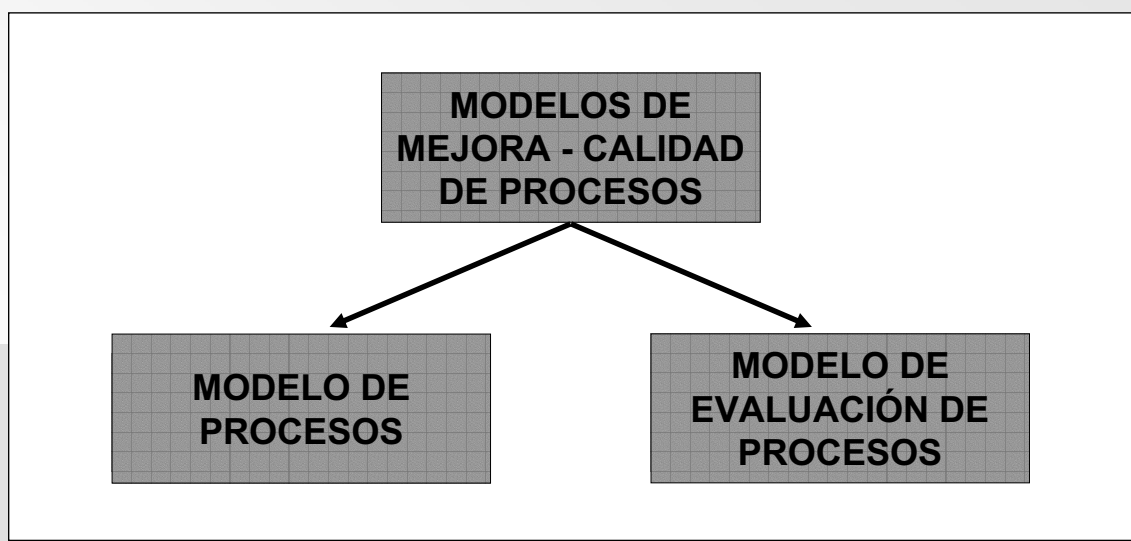 MODELOS DE
MEJORA - CALIDAD
DE PROCESOS
MODELO DE
PROCESOS
MODELO DE
EVALUACIÓN DE
PROCESOS